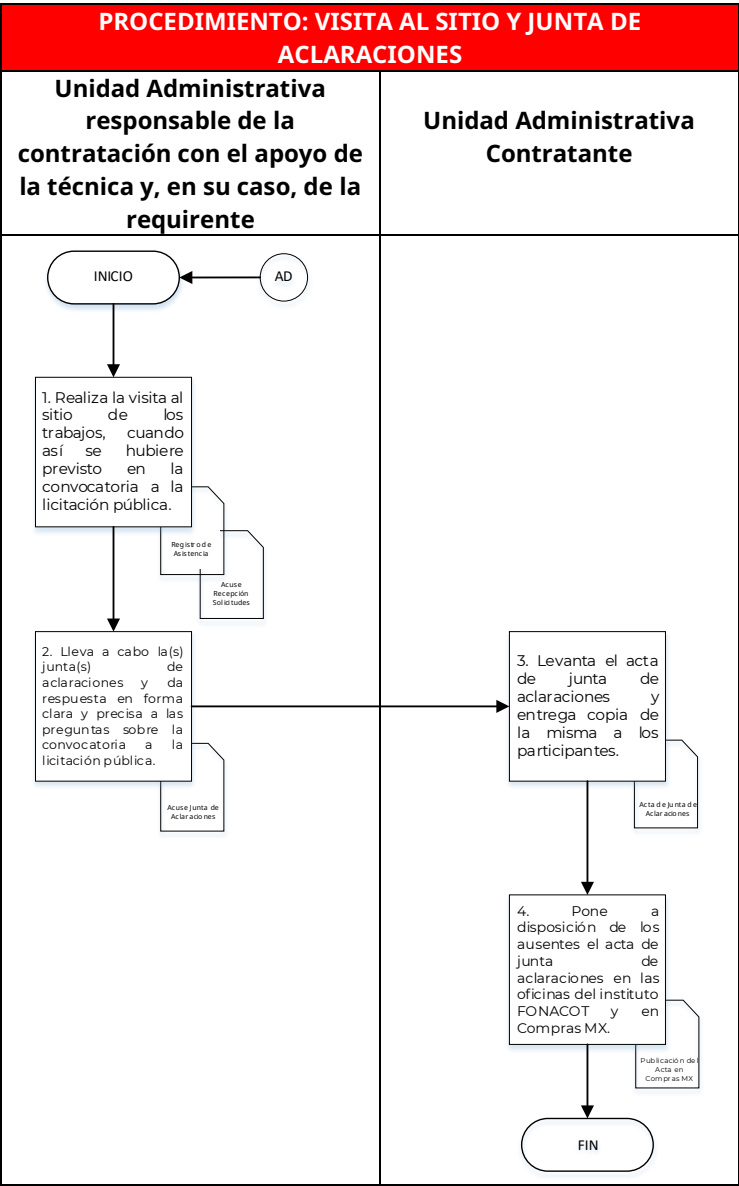 PROCEDIMIENTO: VISITA AL SITIO Y JUNTA DE
ACLARACIONES
Unidad Administrativa
responsable de la
contratación con el apoyo de
la técnica y, en su caso, de la
requirente
Unidad Administrativa
Contratante
INICIO
AD
1. Realiza la visita al
sitio de los
trabajos, cuando
así se hubiere
previsto en la
convocatoria a la
licitación pública.
Registro de
Asistencia
Acuse
Recepción
Solicitudes
2. Lleva a cabo la(s)
junta(s) de
aclaraciones y da
respuesta en forma
clara y precisa a las
preguntas sobre la
convocatoria a la
licitación pública.
Acuse Junta de
Aclaraciones
3. Levanta el acta
de junta de
aclaraciones y
entrega copia de
la misma a los
participantes.
Acta de Junta de
Aclaraciones
4. Pone a
disposición de los
ausentes el acta de
junta de
aclaraciones en las
oficinas del instituto
FONACOT y en
Compras MX.
Publicación del
Acta en
Compras MX
FIN